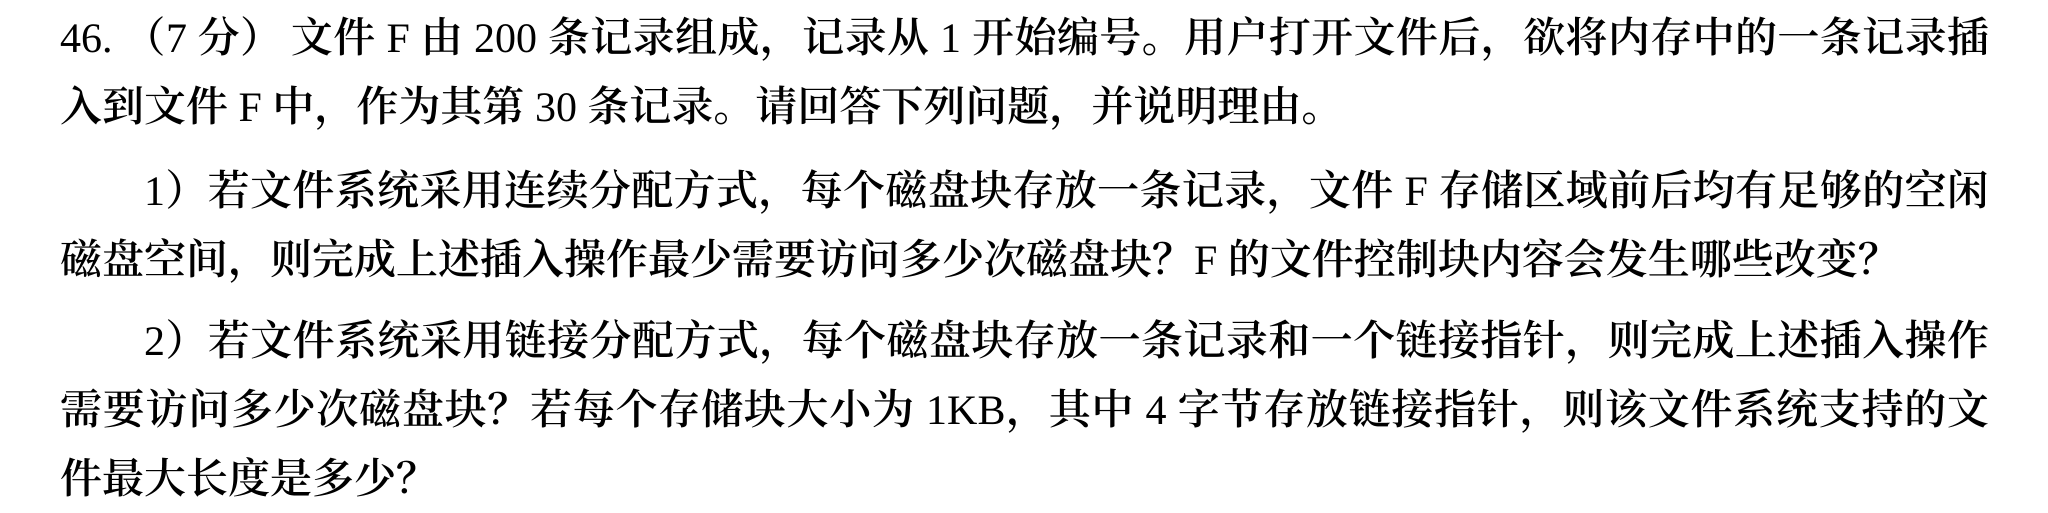 46. （7 分） 文件 F 由 200 条记录组成，记录从 1 开始编号。用户打开文件后，欲将内存中的一条记录插
入到文件 F 中，作为其第 30 条记录。请回答下列问题，并说明理由。
1）若文件系统采用连续分配方式，每个磁盘块存放一条记录，文件 F 存储区域前后均有足够的空闲
磁盘空间，则完成上述插入操作最少需要访问多少次磁盘块？F 的文件控制块内容会发生哪些改变？
2）若文件系统采用链接分配方式，每个磁盘块存放一条记录和一个链接指针，则完成上述插入操作
需要访问多少次磁盘块？若每个存储块大小为 1KB，其中 4 字节存放链接指针，则该文件系统支持的文
件最大长度是多少？